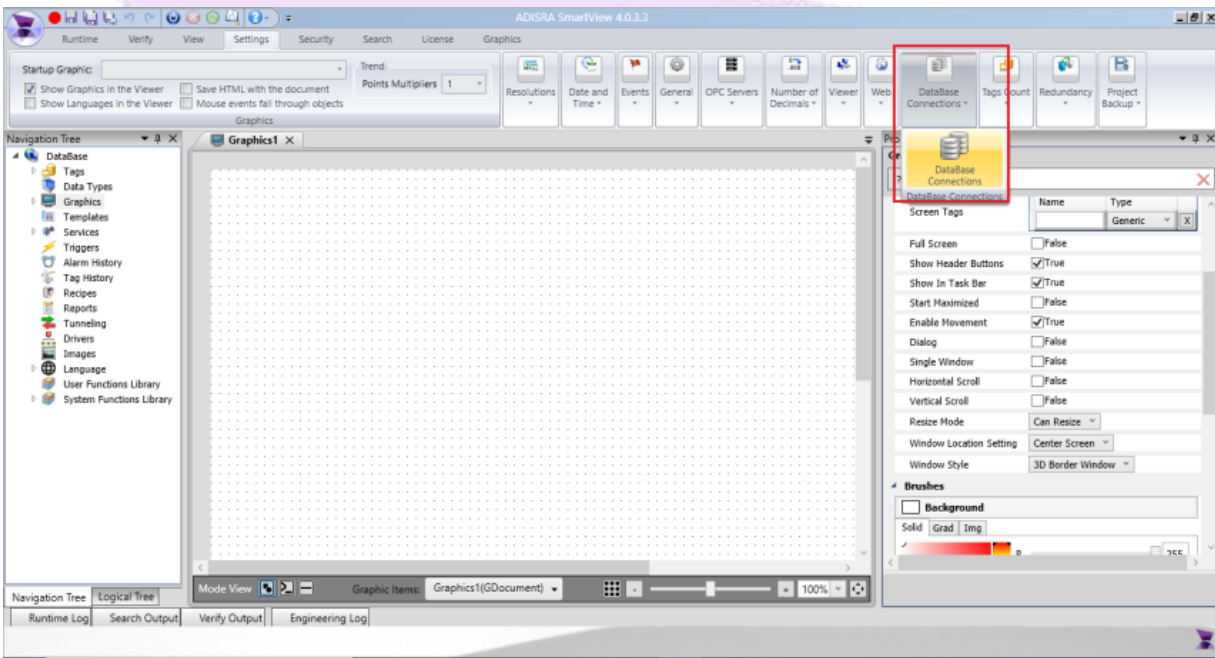 ADISRA SmartView 4.0.3.3
Runtime Verify View Settings Security Search License Graphics
Startup Graphic:
Show Graphics in the Viewer Save HTML with the document
Show Languages in the Viewer Mouse events fall through objects
Graphics
Trend
Points Multipliers 1
Resolutions Date and Time Events General OPC Servers Number of Decimals Viewer Web DataBase Connections Tags Count Redundancy Project Backup
DataBase Connections
DataBase Connections
Navigation Tree
DataBase
Tags
Data Types
Graphics
Templates
Services
Triggers
Alarm History
Tag History
Recipes
Reports
Tunneling
Drivers
Images
Language
User Functions Library
System Functions Library
Navigation Tree Logical Tree
Graphics1 X
Mode View Graphic Items: Graphics1(GDocument) 100%
Pro
Gr
?
Name Type
Screen Tags Generic X
Full Screen False
Show Header Buttons True
Show In Task Bar True
Start Maximized False
Enable Movement True
Dialog False
Single Window False
Horizontal Scroll False
Vertical Scroll False
Resize Mode Can Resize
Window Location Setting Center Screen
Window Style 3D Border Window
Brushes
Background
Solid Grad Img
255
Runtime Log Search Output Verify Output Engineering Log